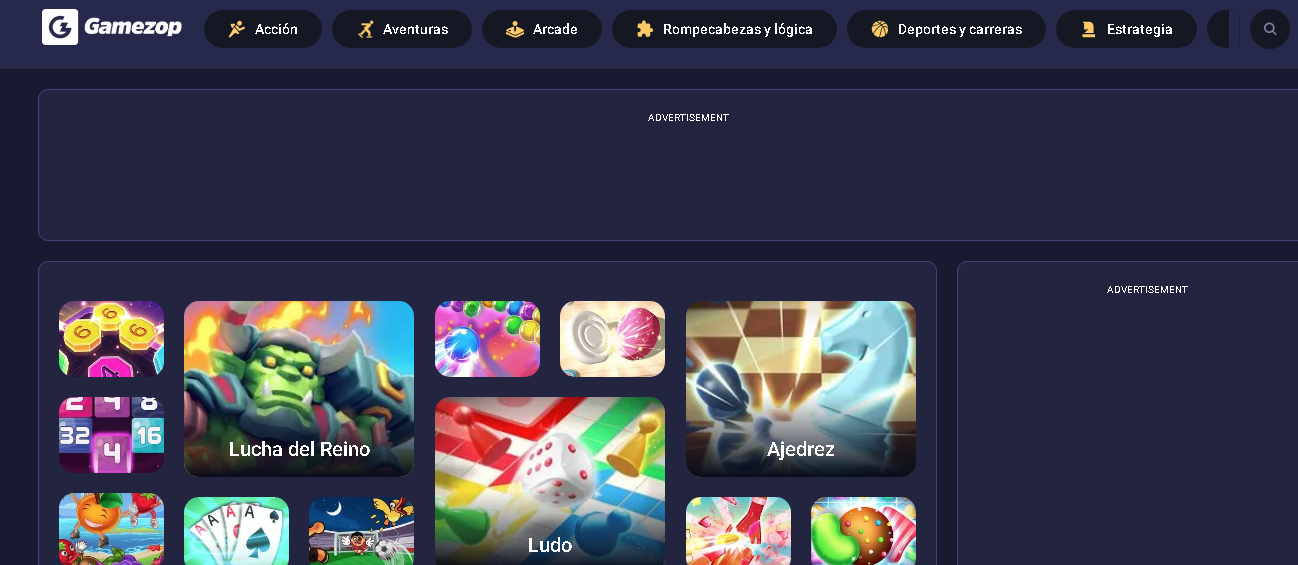 Gamezop
Acción
Aventuras
Arcade
Rompecabezas y lógica
Deportes y carreras
Estrategia
ADVERTISEMENT
ADVERTISEMENT
6 6 6
4
2 4 8
32 16
4
Lucha del Reino
Ajedrez
A A A A
Ludo